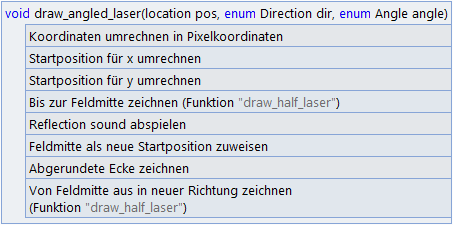 void draw_angled_laser(location pos, enum Direction dir, enum Angle angle)
Koordinaten umrechnen in Pixelkoordinaten
Startposition für x umrechnen
Startposition für y umrechnen
Bis zur Feldmitte zeichnen (Funktion "draw_half_laser")
Reflection sound abspielen
Feldmitte als neue Startposition zuweisen
Abgerundete Ecke zeichnen
Von Feldmitte aus in neuer Richtung zeichnen
(Funktion "draw_half_laser")